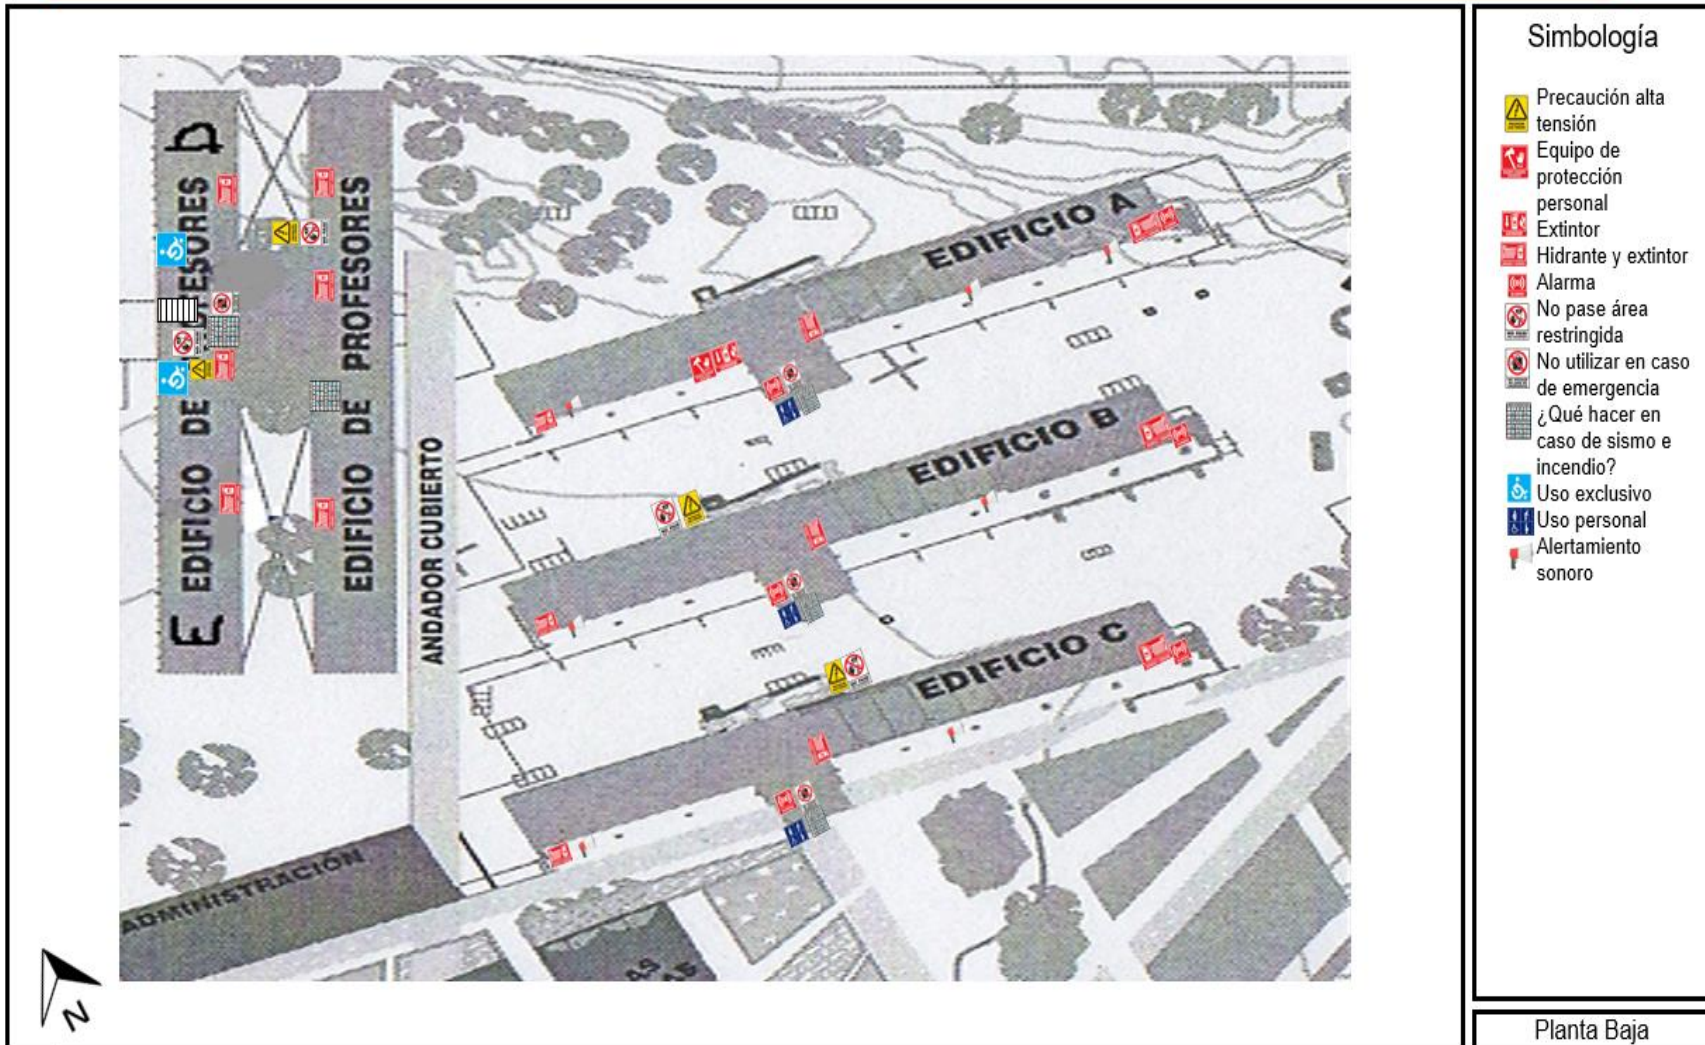 Simbología
Precaución alta
tensión
Equipo de
protección
personal
Extintor
Hidrante y extintor
Alarma
No pase área
restringida
No utilizar en caso
de emergencia
¿Qué hacer en
caso de sismo e
incendio?
Uso exclusivo
Uso personal
Alertamiento
sonoro
Planta Baja
D
E
EDIFICIO DE ESORES
EDIFICIO DE PROFESORES
ANDADOR CUBIERTO
EDIFICIO A
EDIFICIO B
EDIFICIO C
ADMINISTRACIÓN
AS
N